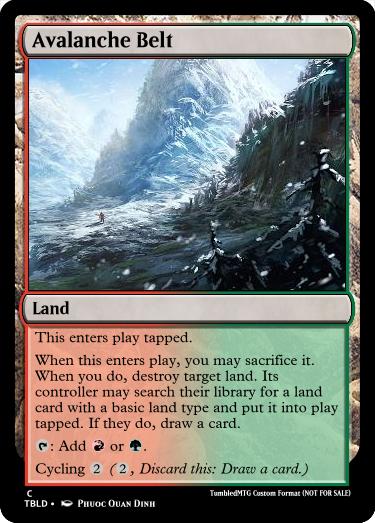 Avalanche Belt
Land
This enters play tapped.
When this enters play, you may sacrifice it.
When you do, destroy target land. Its
controller may search their library for a land
card with a basic land type and put it into play
tapped. If they do, draw a card.
: Add or .
Cycling 2 (2, Discard this: Draw a card.)
C
TBLD • PHUOC QUAN DINH
TumbledMTG Custom Format (NOT FOR SALE)